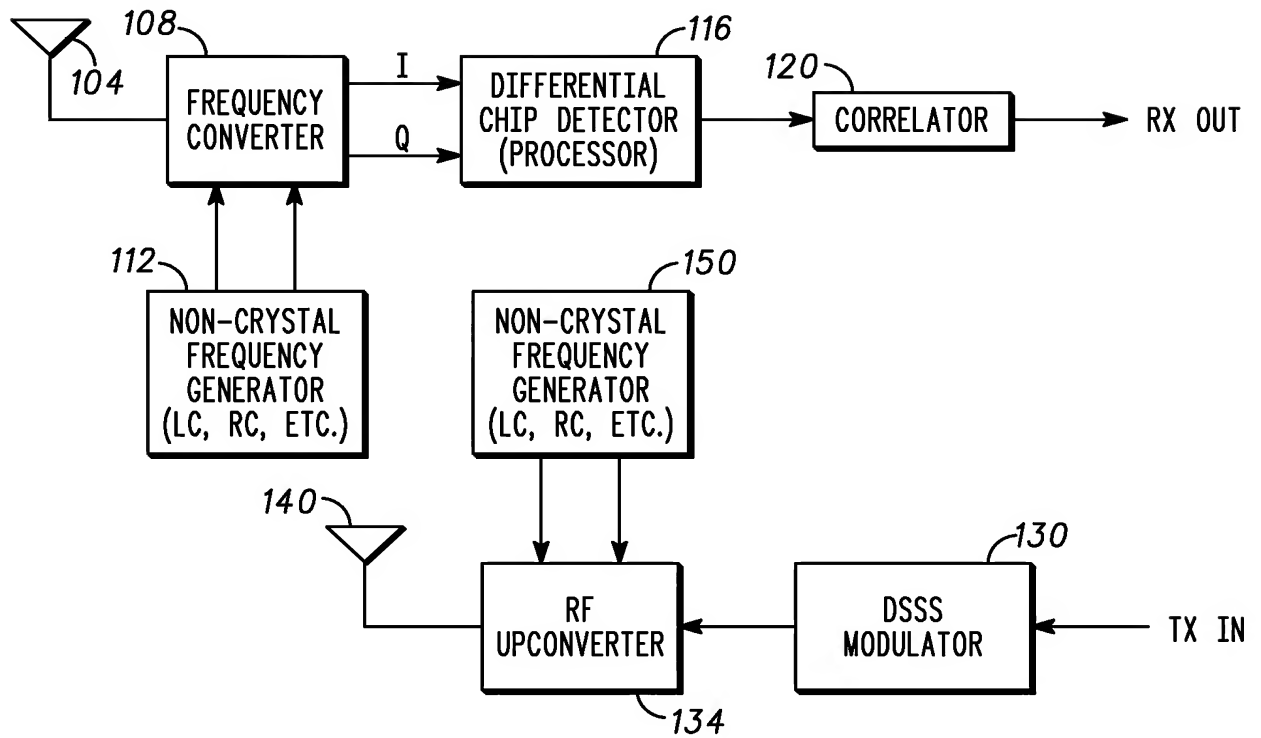 104
108
FREQUENCY
CONVERTER
I
Q
116
DIFFERENTIAL
CHIP DETECTOR
(PROCESSOR)
120
CORRELATOR
RX OUT
112
NON-CRYSTAL
FREQUENCY
GENERATOR
(LC, RC, ETC.)
150
NON-CRYSTAL
FREQUENCY
GENERATOR
(LC, RC, ETC.)
140
RF
UPCONVERTER
134
130
DSSS
MODULATOR
TX IN